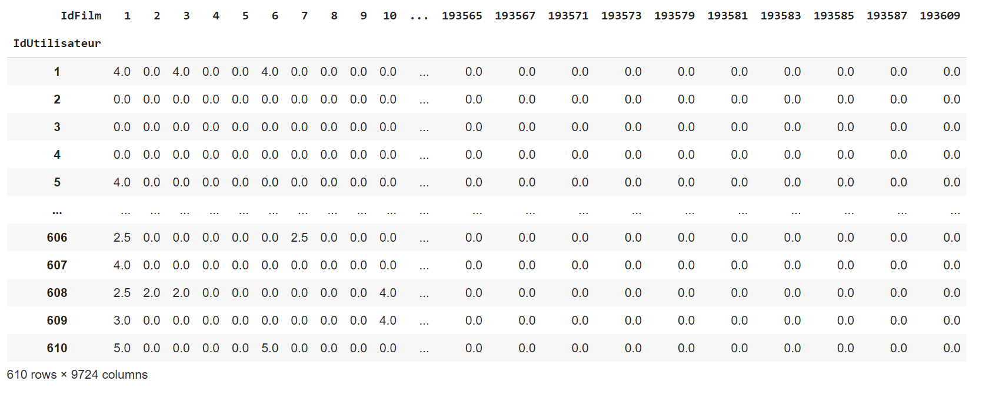 IdFilm 1 2 3 4 5 6 7 8 9 10 ... 193565 193567 193571 193573 193579 193581 193583 193585 193587 193609
IdUtilisateur
1 4.0 0.0 4.0 0.0 0.0 4.0 0.0 0.0 0.0 0.0 ... 0.0 0.0 0.0 0.0 0.0 0.0 0.0 0.0 0.0 0.0
2 0.0 0.0 0.0 0.0 0.0 0.0 0.0 0.0 0.0 0.0 ... 0.0 0.0 0.0 0.0 0.0 0.0 0.0 0.0 0.0 0.0
3 0.0 0.0 0.0 0.0 0.0 0.0 0.0 0.0 0.0 0.0 ... 0.0 0.0 0.0 0.0 0.0 0.0 0.0 0.0 0.0 0.0
4 0.0 0.0 0.0 0.0 0.0 0.0 0.0 0.0 0.0 0.0 ... 0.0 0.0 0.0 0.0 0.0 0.0 0.0 0.0 0.0 0.0
5 4.0 0.0 0.0 0.0 0.0 0.0 0.0 0.0 0.0 0.0 ... 0.0 0.0 0.0 0.0 0.0 0.0 0.0 0.0 0.0 0.0
... ... ... ... ... ... ... ... ... ... ... ... ... ... ... ... ... ... ... ... ... ...
606 2.5 0.0 0.0 0.0 0.0 0.0 2.5 0.0 0.0 0.0 ... 0.0 0.0 0.0 0.0 0.0 0.0 0.0 0.0 0.0 0.0
607 4.0 0.0 0.0 0.0 0.0 0.0 0.0 0.0 0.0 0.0 ... 0.0 0.0 0.0 0.0 0.0 0.0 0.0 0.0 0.0 0.0
608 2.5 2.0 2.0 0.0 0.0 0.0 0.0 0.0 0.0 4.0 ... 0.0 0.0 0.0 0.0 0.0 0.0 0.0 0.0 0.0 0.0
609 3.0 0.0 0.0 0.0 0.0 0.0 0.0 0.0 0.0 4.0 ... 0.0 0.0 0.0 0.0 0.0 0.0 0.0 0.0 0.0 0.0
610 5.0 0.0 0.0 0.0 0.0 5.0 0.0 0.0 0.0 0.0 ... 0.0 0.0 0.0 0.0 0.0 0.0 0.0 0.0 0.0 0.0
610 rows × 9724 columns